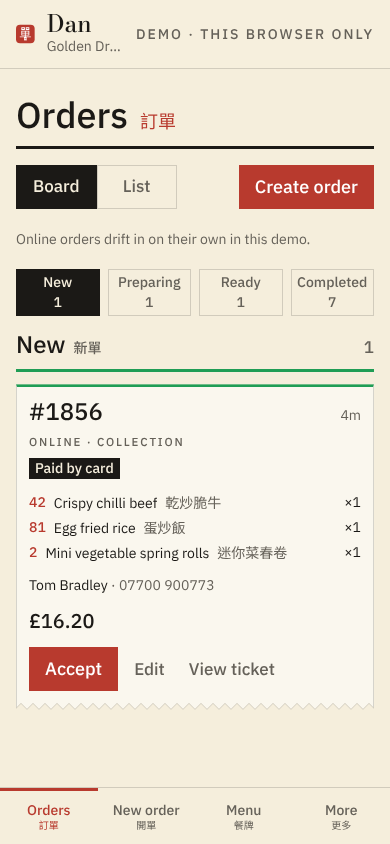 單 Dan
Golden Dr...
DEMO · THIS BROWSER ONLY
Orders 訂單
Board List Create order
Online orders drift in on their own in this demo.
New Preparing Ready Completed
1 1 1 7
New 新單 1
#1856 4m
ONLINE · COLLECTION
Paid by card
42 Crispy chilli beef 乾炒脆牛 ×1
81 Egg fried rice 蛋炒飯 ×1
2 Mini vegetable spring rolls 迷你菜春卷 ×1
Tom Bradley · 07700 900773
£16.20
Accept Edit View ticket
Orders New order Menu More
訂單 開單 餐牌 更多